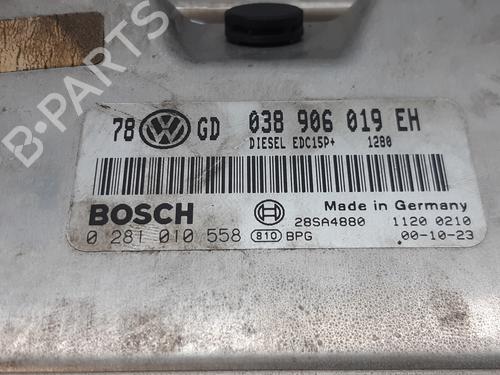 B-PARTS
78 VW GD 038 906 019 EH
DIESEL EDC15P+ 1280
BOSCH
28SA4880
Made in Germany
1120 0210
0 281 010 558
810 BPG
00-10-23